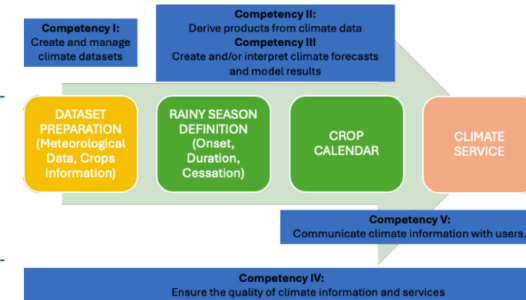 Competency I:
Create and manage
climate datasets
Competency II:
Derive products from climate data
Competency III
Create and/or interpret climate forecasts
and model results
DATASET
PREPARATION
(Meteorological
Data, Crops
Information)
RAINY SEASON
DEFINITION
(Onset,
Duration,
Cessation)
CROP
CALENDAR
CLIMATE
SERVICE
Competency V:
Communicate climate information with users.
Competency IV:
Ensure the quality of climate information and services